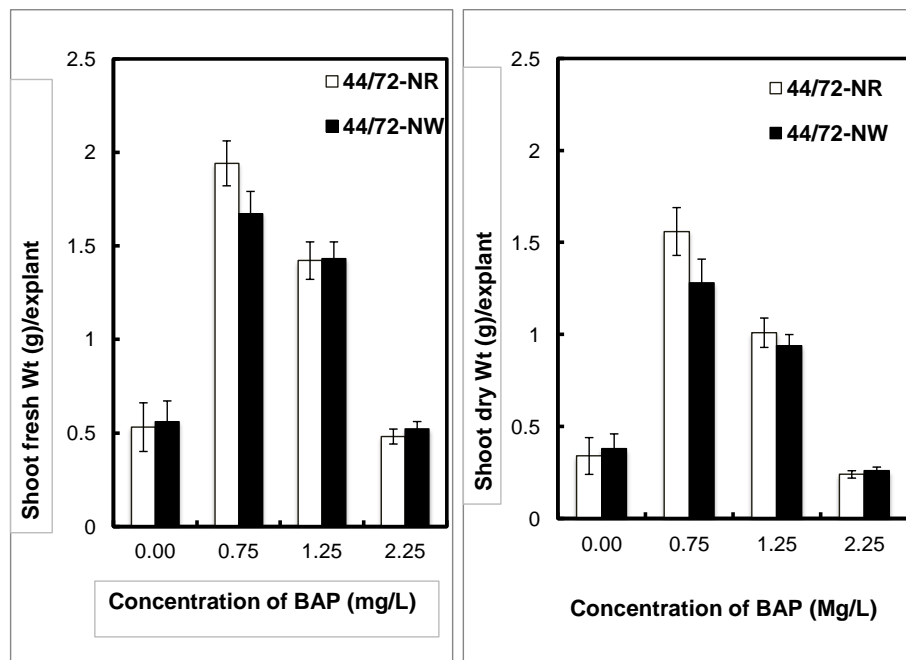 Shoot fresh Wt (g)/explant
2.5
2
1.5
1
0.5
0
44/72-NR
44/72-NW
0.00 0.75 1.25 2.25
Concentration of BAP (mg/L)
Shoot dry Wt (g)/explant
2.5
2
1.5
1
0.5
0
44/72-NR
44/72-NW
0.00 0.75 1.25 2.25
Concentration of BAP (Mg/L)